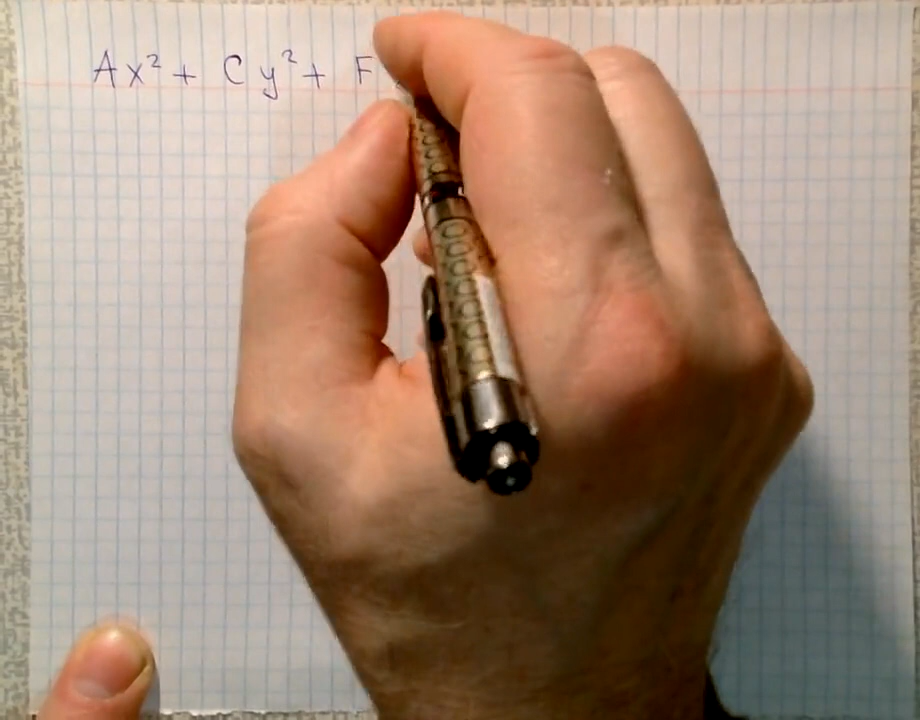 Ax² + Cy² + F